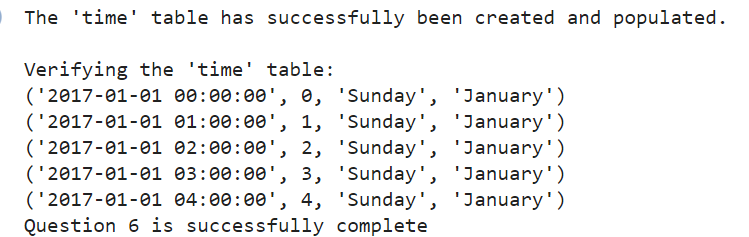 The 'time' table has successfully been created and populated.
Verifying the 'time' table:
('2017-01-01 00:00:00', 0, 'Sunday', 'January')
('2017-01-01 01:00:00', 1, 'Sunday', 'January')
('2017-01-01 02:00:00', 2, 'Sunday', 'January')
('2017-01-01 03:00:00', 3, 'Sunday', 'January')
('2017-01-01 04:00:00', 4, 'Sunday', 'January')
Question 6 is successfully complete